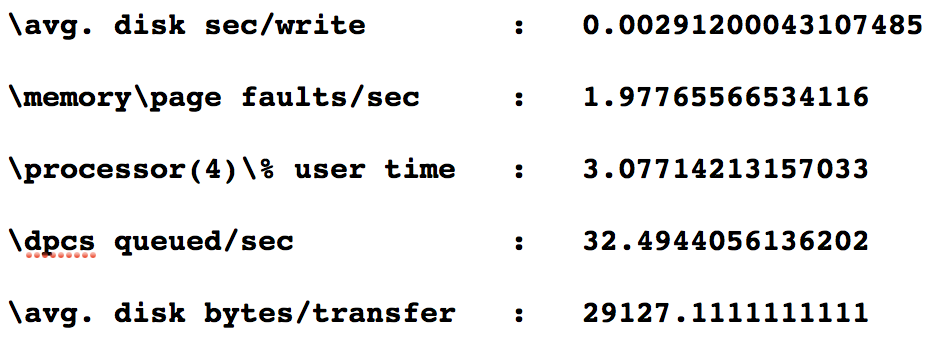 \avg. disk sec/write : 0.00291200043107485
\memory\page faults/sec : 1.97765566534116
\processor(4)\% user time : 3.07714213157033
\dpcs queued/sec : 32.4944056136202
\avg. disk bytes/transfer : 29127.1111111111